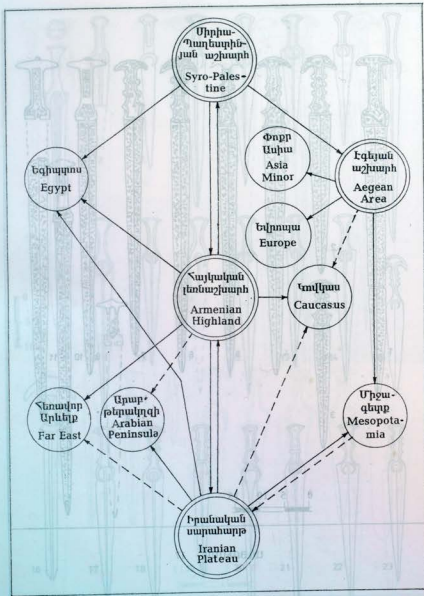 Սիրիա-
Պաղեստին-
յան աշխարհ
Syro-Pales-
tine
Եգիպտոս
Egypt
Փոքր
Ասիա
Asia
Minor
Էգեյան
աշխարհ
Aegean
Area
Եվրոպա
Europe
Հայկական
լեռնաշխարհ
Armenian
Highland
Կովկաս
Caucasus
Հեռավոր
Արևելք
Far East
Արաբ.
թերակղզի
Arabian
Peninsula
Միջա-
գետք
Mesopota-
mia
Իրանական
սարահարթ
Iranian
Plateau